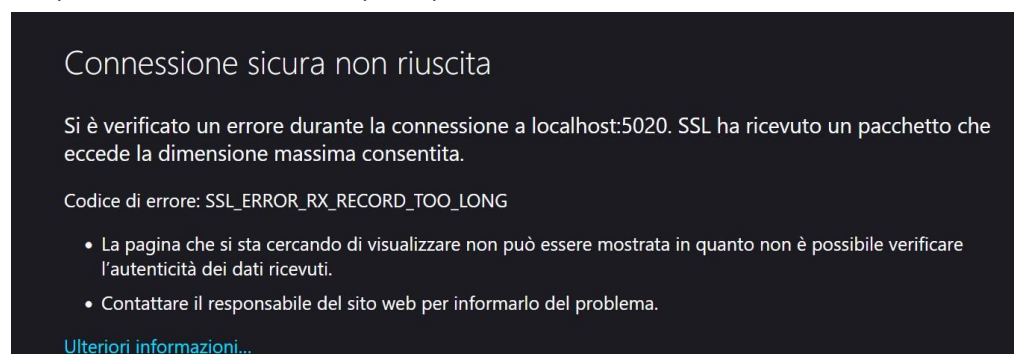 Connessione sicura non riuscita
Si è verificato un errore durante la connessione a localhost:5020. SSL ha ricevuto un pacchetto che
eccede la dimensione massima consentita.
Codice di errore: SSL_ERROR_RX_RECORD_TOO_LONG
• La pagina che si sta cercando di visualizzare non può essere mostrata in quanto non è possibile verificare
l'autenticità dei dati ricevuti.
• Contattare il responsabile del sito web per informarlo del problema.
Ulteriori informazioni...